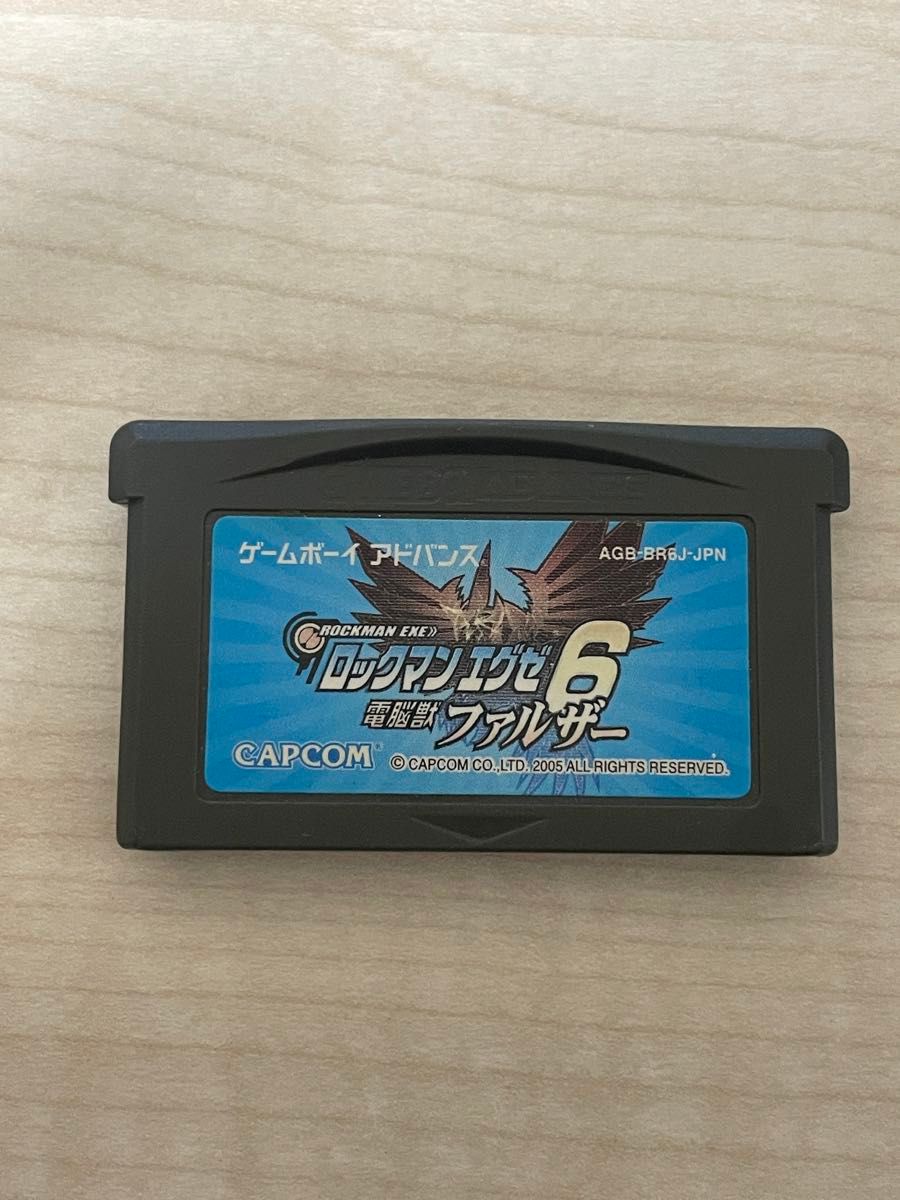 ゲームボーイ アドバンス
AGB-BR6J-JPN
ROCKMAN EXE
ロックマン エグゼ 6
電脳獣 ファルザー
CAPCOM®
© CAPCOM CO., LTD. 2005 ALL RIGHTS RESERVED.